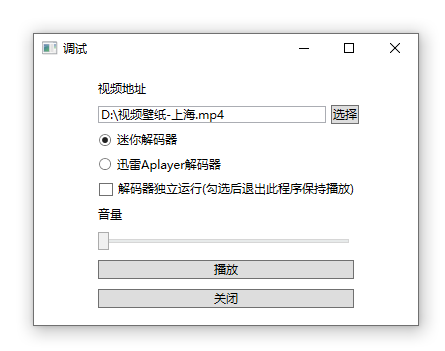 调试
视频地址
D:\视频壁纸-上海.mp4 选择
迷你解码器
迅雷Aplayer解码器
解码器独立运行(勾选后退出此程序保持播放)
音量
播放
关闭